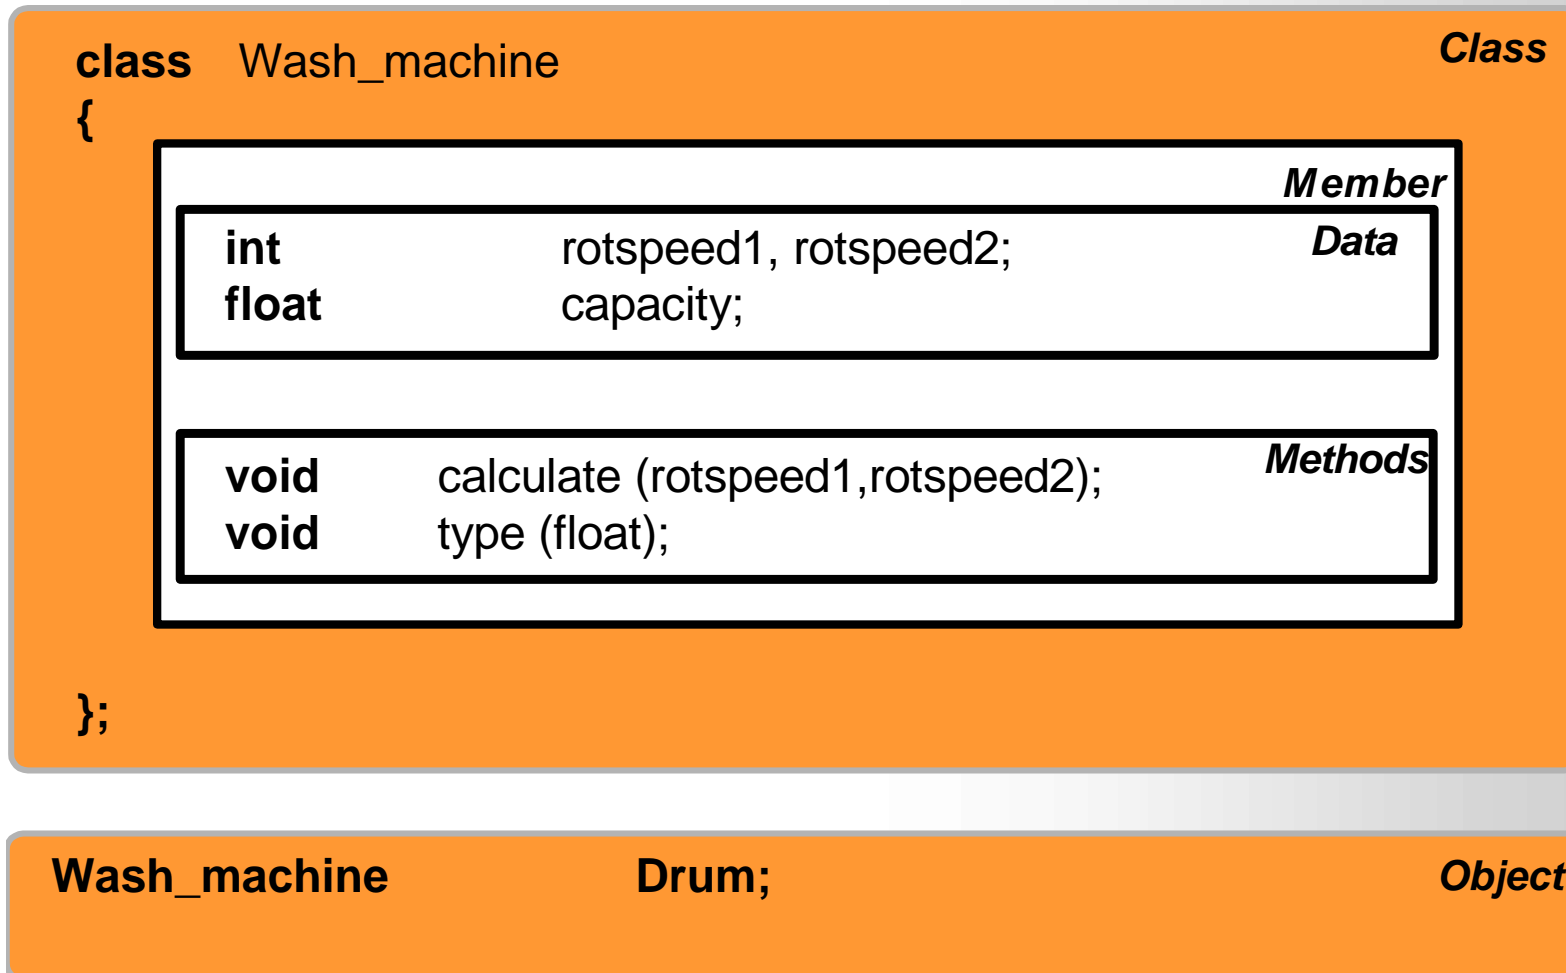 class Wash_machine Class
{
Member
int rotspeed1, rotspeed2; Data
float capacity;
void calculate (rotspeed1,rotspeed2); Methods
void type (float);
};
Wash_machine Drum; Object